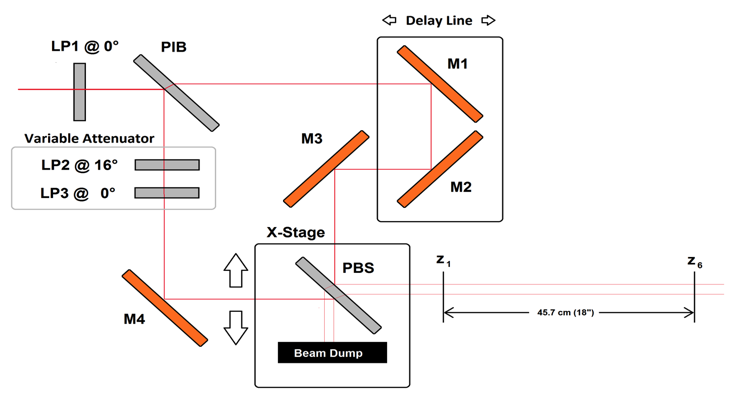 Delay Line
LP1 @ 0°
PIB
M1
Variable Attenuator
M3
LP2 @ 16°
LP3 @ 0°
M2
X-Stage
PBS
z1
z6
M4
45.7 cm (18")
Beam Dump